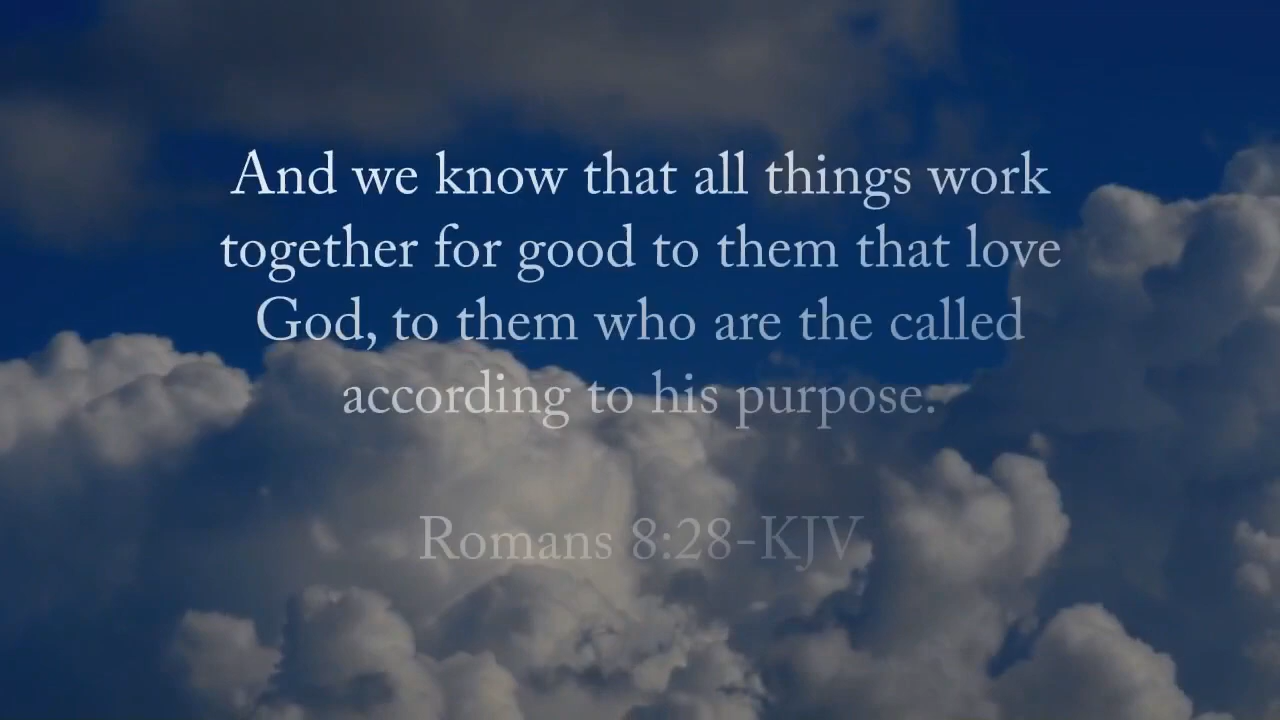 And we know that all things work
together for good to them that love
God, to them who are the called
according to his purpose.
Romans 8:28-KJV